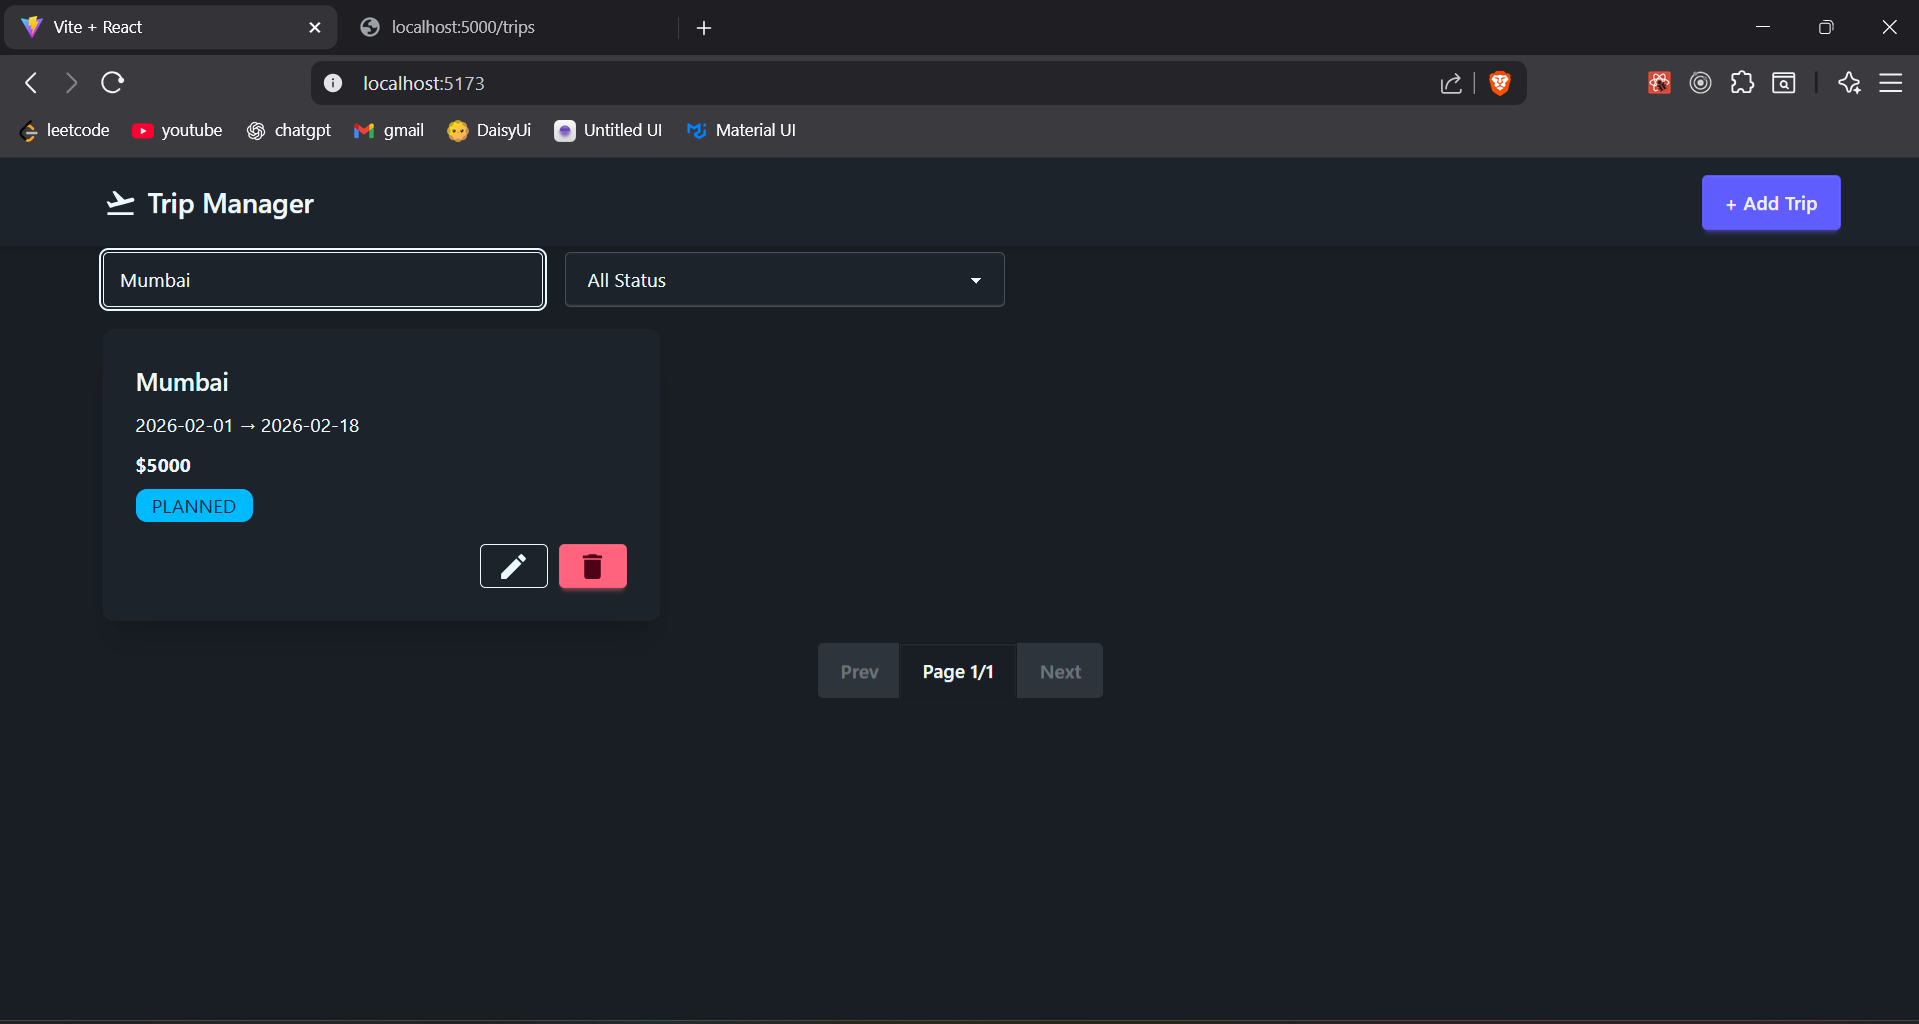 Vite + React
localhost:5000/trips
localhost:5173
leetcode youtube chatgpt gmail DaisyUi Untitled UI Material UI
Trip Manager
+ Add Trip
Mumbai
All Status
Mumbai
2026-02-01 → 2026-02-18
$5000
PLANNED
Prev Page 1/1 Next